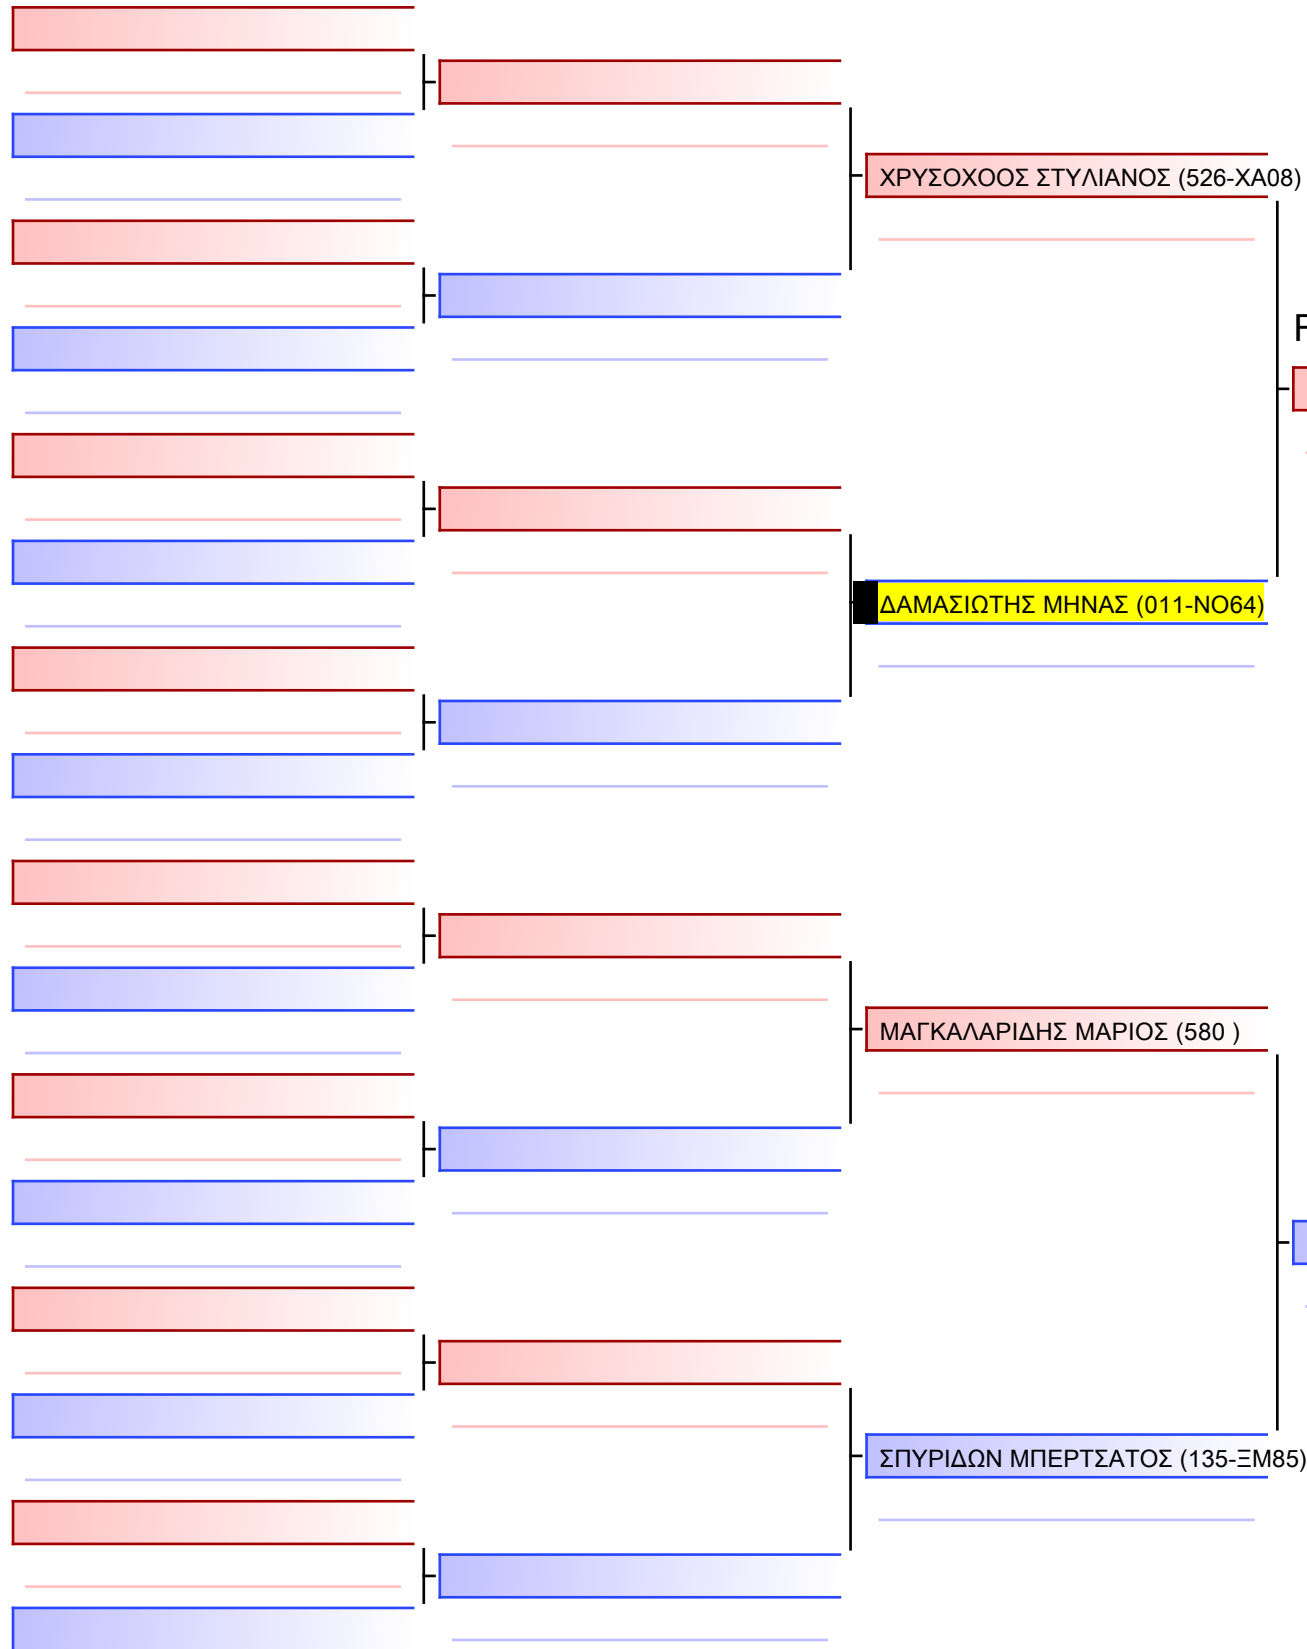 ΧΡΥΣΟΧΟΟΣ ΣΤΥΛΙΑΝΟΣ (526-ΧΑ08)
ΔΑΜΑΣΙΩΤΗΣ ΜΗΝΑΣ (011-ΝΟ64)
ΜΑΓΚΑΛΑΡΙΔΗΣ ΜΑΡΙΟΣ (580 )
ΣΠΥΡΙΔΩΝ ΜΠΕΡΤΣΑΤΟΣ (135-ΞΜ85)